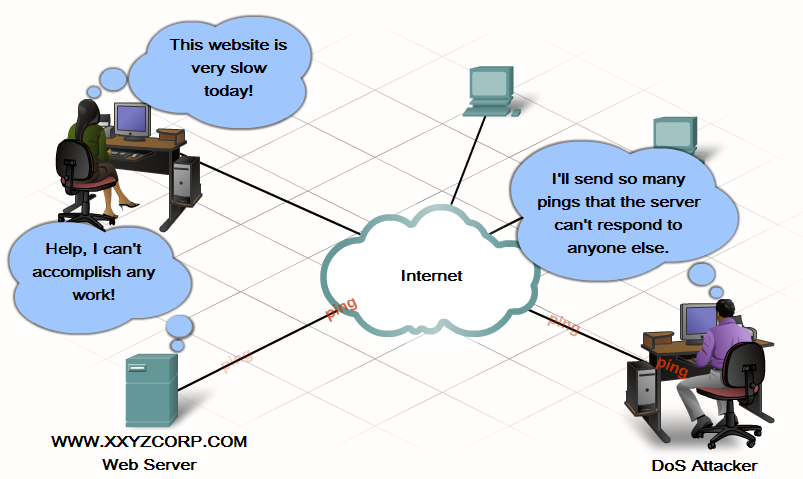 This website is
very slow
today!
I'll send so many
pings that the server
can't respond to
anyone else.
Help, I can't
accomplish any
work!
Internet
ping
ping
ping
ping
WWW.XXYZCORP.COM
Web Server
DoS Attacker